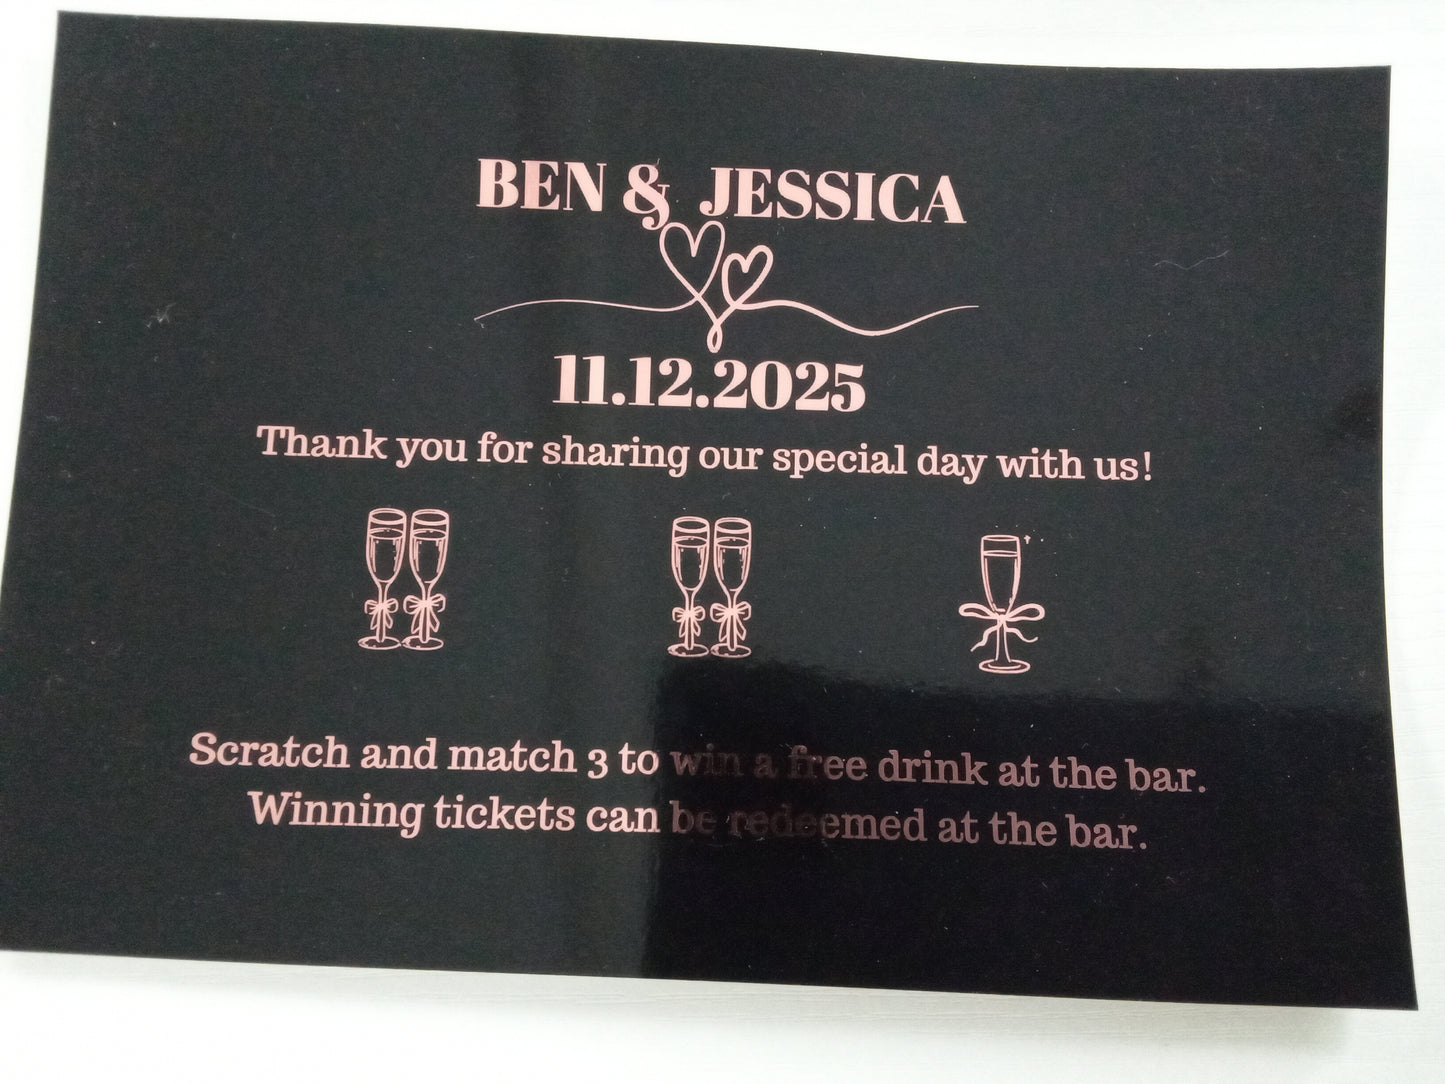 BEN & JESSICA
11.12.2025
Thank you for sharing our special day with us!
Scratch and match 3 to win a free drink at the bar.
Winning tickets can be redeemed at the bar.